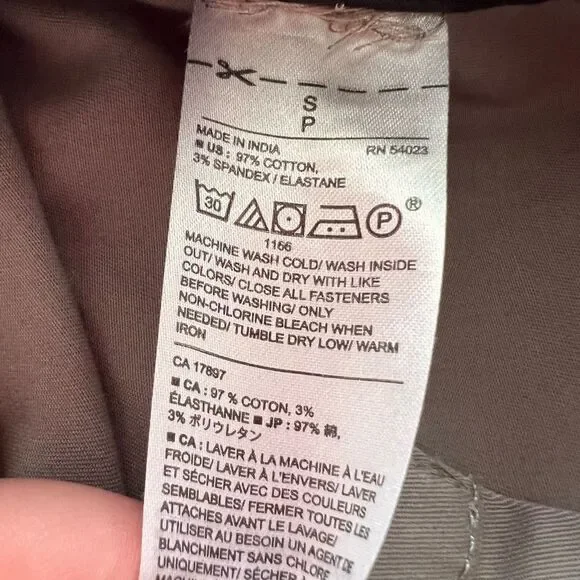 S
P
MADE IN INDIA RN 54023
■ US : 97% COTTON,
3% SPANDEX / ELASTANE
30 P ®
1166
MACHINE WASH COLD/ WASH INSIDE
OUT/ WASH AND DRY WITH LIKE
COLORS/ CLOSE ALL FASTENERS
BEFORE WASHING/ ONLY
NON-CHLORINE BLEACH WHEN
NEEDED/ TUMBLE DRY LOW/ WARM
IRON
CA 17897
■ CA : 97 % COTON, 3%
ÉLASTHANNE ■ JP : 97% 綿,
3% ポリウレタン
■ CA : LAVER À LA MACHINE À L'EAU
FROIDE/ LAVER À L'ENVERS/ LAVER
ET SÉCHER AVEC DES COULEURS
SEMBLABLES/ FERMER TOUTES LES
ATTACHES AVANT LE LAVAGE/
UTILISER AU BESOIN UN AGENT DE
BLANCHIMENT SANS CHLORE
UNIQUEMENT/ SÉCHER
MACHI